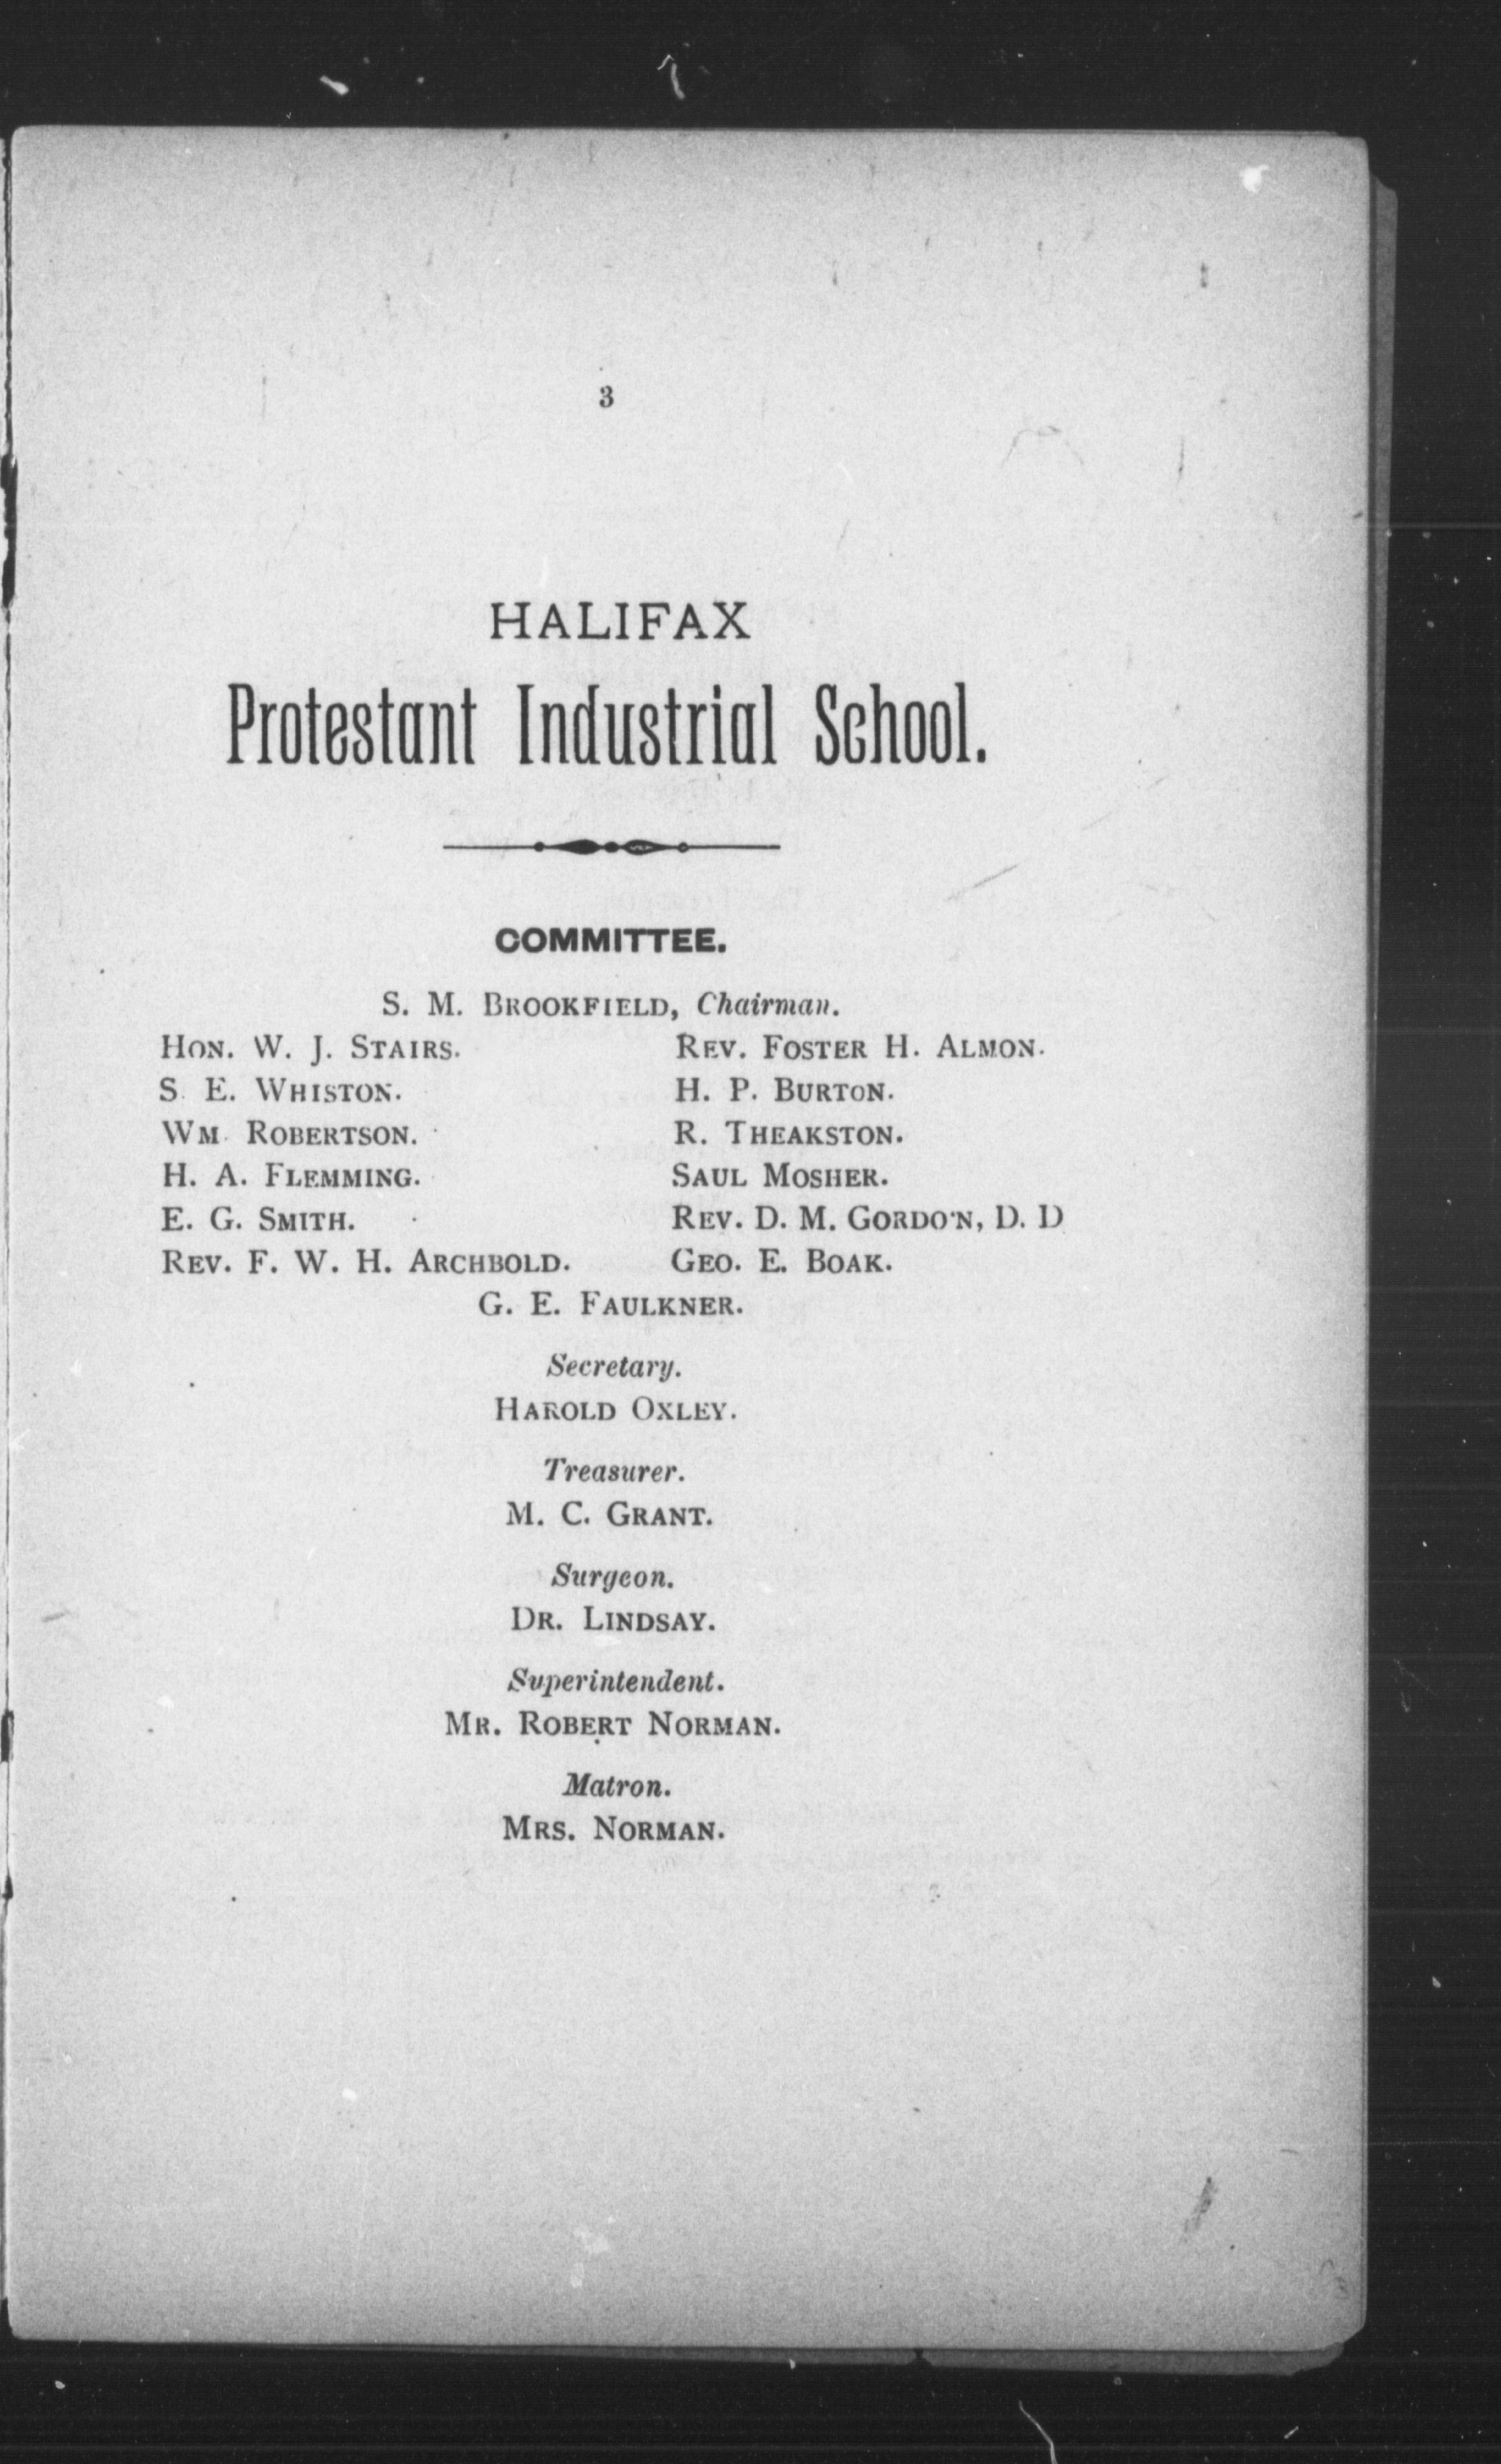 3
HALIFAX
Protestant Industrial School.
COMMITTEE.
S. M. BROOKFIELD, Chairman.
HON. W. J. STAIRS. REV. FOSTER H. ALMON.
S. E. WHISTON. H. P. BURTON.
WM. ROBERTSON. R. THEAKSTON.
H. A. FLEMMING. SAUL MOSHER.
E. G. SMITH. REV. D. M. GORDON, D. D
REV. F. W. H. ARCHBOLD. GEO. E. BOAK.
G. E. FAULKNER.
Secretary.
HAROLD OXLEY.
Treasurer.
M. C. GRANT.
Surgeon.
DR. LINDSAY.
Superintendent.
MR. ROBERT NORMAN.
Matron.
MRS. NORMAN.